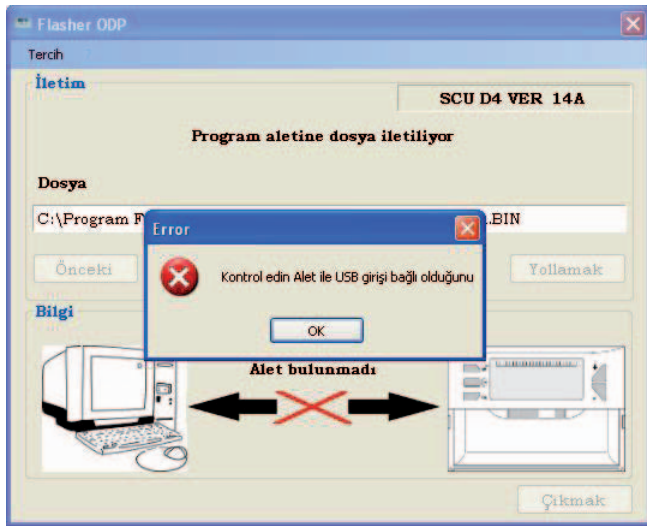 Flasher ODP
Tercih
İletim
SCU D4 VER 14A
Program aletine dosya iletiliyor
Dosya
C:\Program F
.BIN
Error
Kontrol edin Alet ile USB girişi bağlı olduğunu
OK
Önceki
Yollamak
Bilgi
Alet bulunmadı
Çıkmak